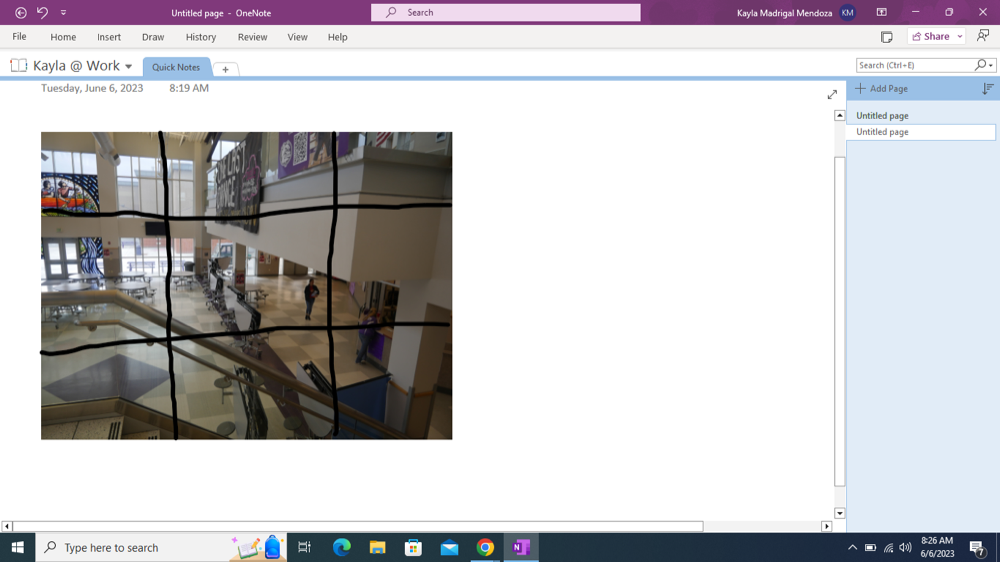 Untitled page - OneNote
Search
Kayla Madrigal Mendoza
KM
File
Home
Insert
Draw
History
Review
View
Help
Share
Kayla @ Work
Quick Notes
Search (Ctrl+E)
Tuesday, June 6, 2023
8:19 AM
Add Page
Untitled page
Untitled page
Type here to search
8:26 AM
6/6/2023
7